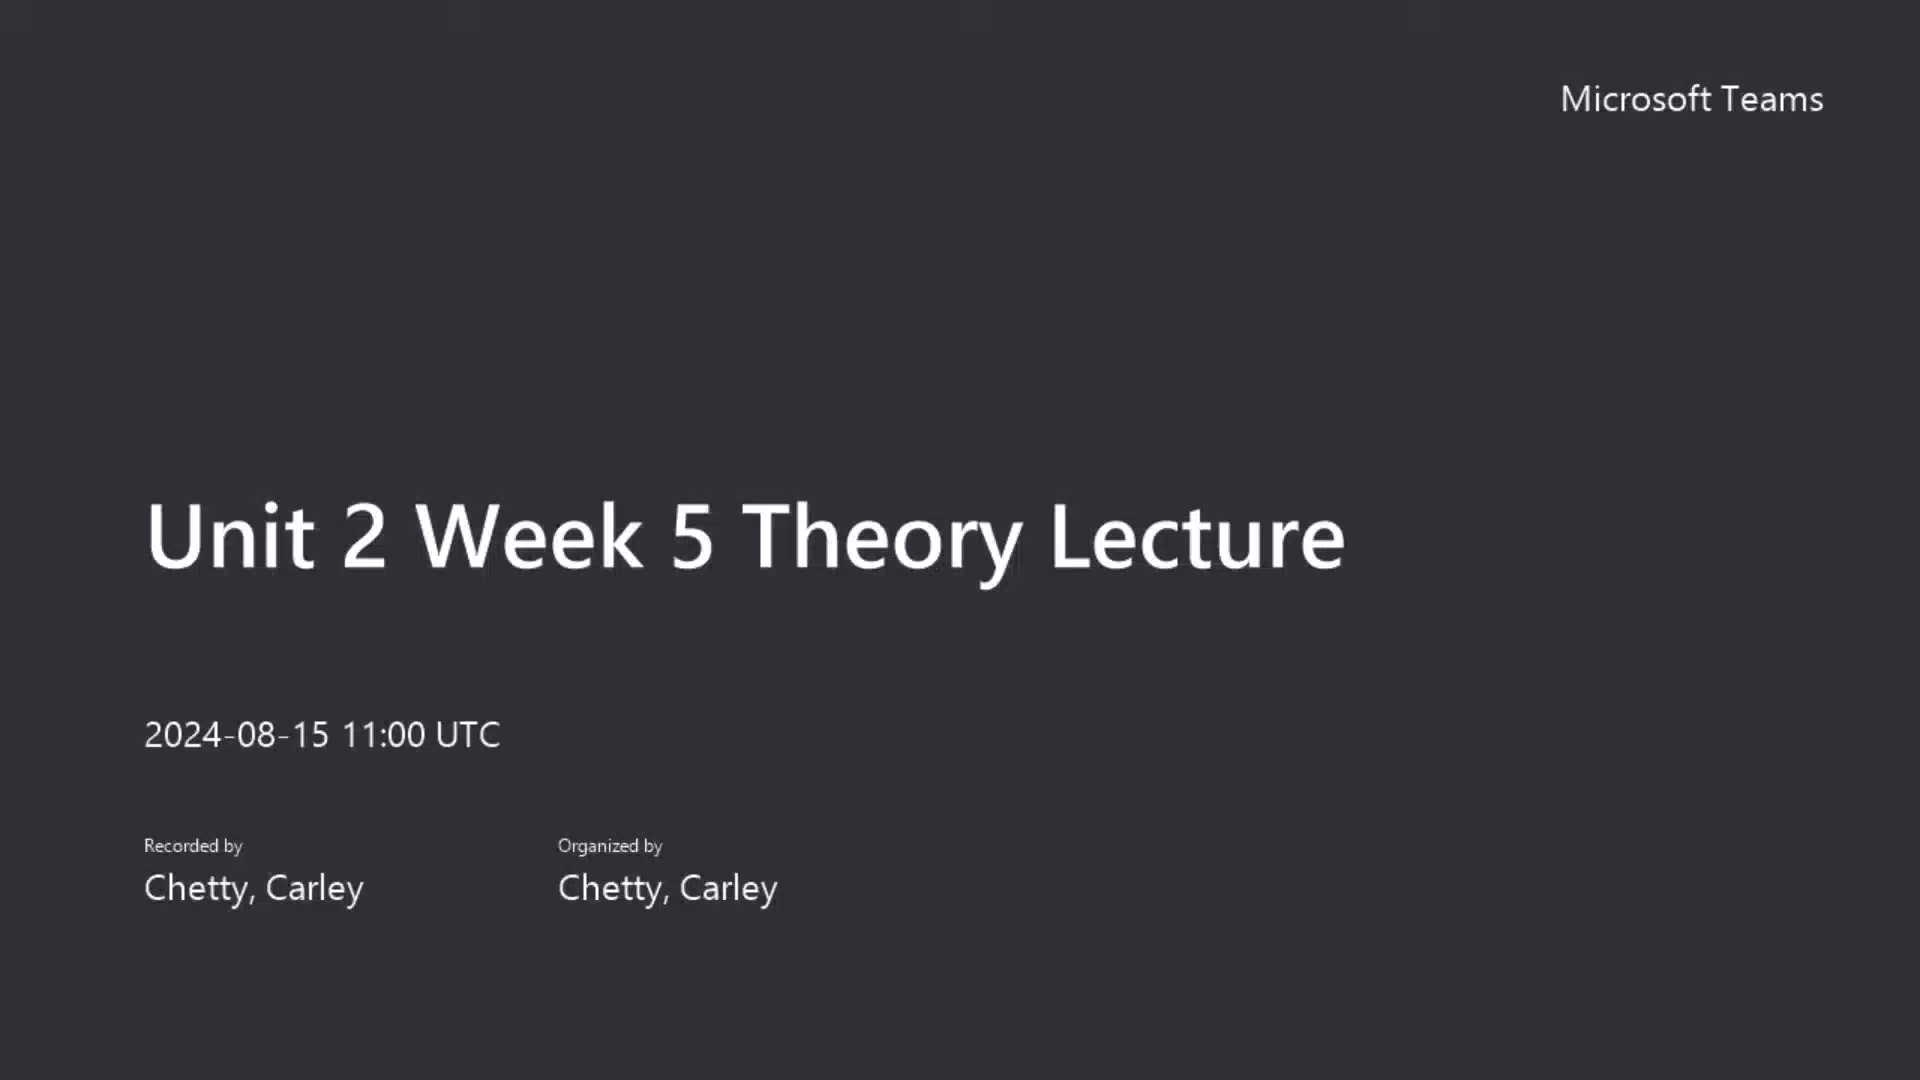 Microsoft Teams
Unit 2 Week 5 Theory Lecture
2024-08-15 11:00 UTC
Recorded by
Chetty, Carley
Organized by
Chetty, Carley